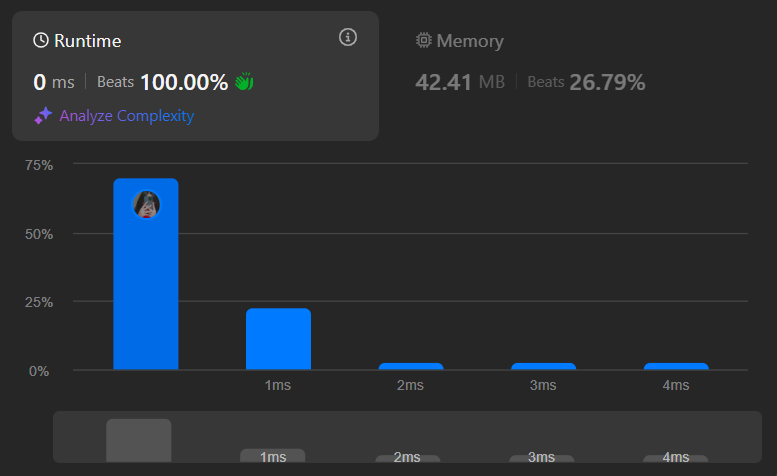 Runtime
0 ms | Beats 100.00%
Analyze Complexity
Memory
42.41 MB | Beats 26.79%
75%
50%
25%
0%
1ms 2ms 3ms 4ms
1ms 2ms 3ms 4ms